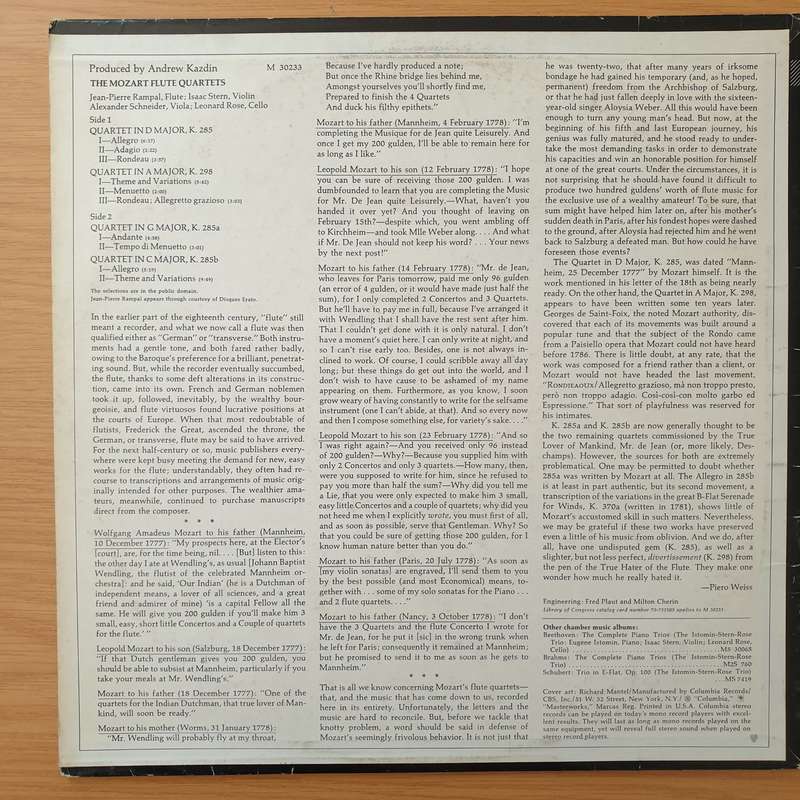 Produced by Andrew Kazdin M 30233
THE MOZART FLUTE QUARTETS
Jean-Pierre Rampal, Flute; Isaac Stern, Violin
Alexander Schneider, Viola; Leonard Rose, Cello
Side 1
QUARTET IN D MAJOR, K. 285
I—Allegro
II—Adagio
III—Rondeau
QUARTET IN A MAJOR, K. 298
I—Theme and Variations
II—Menuetto
III—Rondeau; Allegretto grazioso
Side 2
QUARTET IN G MAJOR, K. 285a
I—Andante
II—Tempo di Menuetto
QUARTET IN C MAJOR, K. 285b
I—Allegro
II—Theme and Variations
The selections are in the public domain.
Jean-Pierre Rampal appears through courtesy of Disques Erato.
In the earlier part of the eighteenth century, "flute" still
meant a recorder, and what we now call a flute was then
qualified either as "German" or "transverse." Both instru-
ments had a gentle tone, and both fared rather badly,
owing to the Baroque's preference for a brilliant, penetrat-
ing sound. But, while the recorder eventually succumbed,
the flute, thanks to some deft alterations in its construc-
tion, came into its own. French and German noblemen
took it up, followed, inevitably, by the wealthy bour-
geoisie, and flute virtuosos found lucrative positions at
the courts of Europe. When that most redoubtable of
flutists, Frederick the Great, ascended the throne, the
German, or transverse, flute may be said to have arrived.
For the next half-century or so, music publishers every-
where were kept busy meeting the demand for new, easy
works for the flute; understandably, they often had re-
course to transcriptions and arrangements of music orig-
inally intended for other purposes. The wealthier ama-
teurs, meanwhile, continued to purchase manuscripts
direct from the composer.
* * *
Wolfgang Amadeus Mozart to his father (Mannheim,
10 December 1777): "My prospects here, at the Elector's
[court], are, for the time being, nil. . . . [But] listen to this:
the other day I ate at Wendling's, as usual [Johann Baptist
Wendling, the flutist of the celebrated Mannheim or-
chestra]: and he said, 'Our Indian' (he is a Dutchman of
independent means, a lover of all sciences, and a great
friend and admirer of mine) 'is a capital Fellow all the
same. He will give you 200 gulden if you'll make him 3
small, easy, short little Concertos and a Couple of quartets
for the flute.' "
Leopold Mozart to his son (Salzburg, 18 December 1777):
"If that Dutch gentleman gives you 200 gulden, you
should be able to subsist at Mannheim, particularly if you
take your meals at Mr. Wendling's."
Mozart to his father (18 December 1777): "One of the
quartets for the Indian Dutchman, that true lover of Man-
kind, will soon be ready."
Mozart to his mother (Worms, 31 January 1778):
"Mr. Wendling will probably fly at my throat,
Because I've hardly produced a note;
But once the Rhine bridge lies behind me,
Amongst yourselves you'll shortly find me,
Prepared to finish the 4 Quartets
And duck his filthy epithets."
Mozart to his father (Mannheim, 4 February 1778): "I'm
completing the Musique for de Jean quite Leisurely. And
once I get my 200 gulden, I'll be able to remain here for
as long as I like."
Leopold Mozart to his son (12 February 1778): "I hope
you can be sure of receiving those 200 gulden. I was
dumbfounded to learn that you are completing the Music
for Mr. De Jean quite Leisurely.—What, haven't you
handed it over yet? And you thought of leaving on
February 15th?—despite which, you went ambling off
to Kirchheim—and took Mlle Weber along. . . . And what
if Mr. De Jean should not keep his word? . . . Your news
by the next post!"
Mozart to his father (14 February 1778): "Mr. de Jean,
who leaves for Paris tomorrow, paid me only 96 gulden
(an error of 4 gulden, or it would have made just half the
sum), for I only completed 2 Concertos and 3 Quartets.
But he'll have to pay me in full, because I've arranged it
with Wendling that I shall have the rest sent after him.
That I couldn't get done with it is only natural. I don't
have a moment's quiet here. I can only write at night, and
so I can't rise early too. Besides, one is not always in-
clined to work. Of course, I could scribble away all day
long; but these things do get out into the world, and I
don't wish to have cause to be ashamed of my name
appearing on them. Furthermore, as you know, I soon
grow weary of having constantly to write for the selfsame
instrument (one I can't abide, at that). And so every now
and then I compose something else, for variety's sake. . . ."
Leopold Mozart to his son (23 February 1778): "And so
I was right again?—And you received only 96 instead
of 200 gulden?—Why?—Because you supplied him with
only 2 Concertos and only 3 quartets.—How many, then,
were you supposed to write for him, since he refused to
pay you more than half the sum?—Why did you tell me
a Lie, that you were only expected to make him 3 small,
easy little Concertos and a couple of quartets; why did you
not heed me when I explicitly wrote, you must first of all,
and as soon as possible, serve that Gentleman. Why? So
that you could be sure of getting those 200 gulden, for I
know human nature better than you do."
Mozart to his father (Paris, 20 July 1778): "As soon as
[my violin sonatas] are engraved, I'll send them to you
by the best possible (and most Economical) means, to-
gether with . . . some of my solo sonatas for the Piano . . .
and 2 flute quartets. . . ."
Mozart to his father (Nancy, 3 October 1778): "I don't
have the 3 Quartets and the flute Concerto I wrote for
Mr. de Jean, for he put it [sic] in the wrong trunk when
he left for Paris; consequently it remained at Mannheim;
but he promised to send it to me as soon as he gets to
Mannheim."
* * *
That is all we know concerning Mozart's flute quartets—
that, and the music that has come down to us, recorded
here in its entirety. Unfortunately, the letters and the
music are hard to reconcile. But, before we tackle that
knotty problem, a word should be said in defense of
Mozart's seemingly frivolous behavior. It is not just that
he was twenty-two, that after many years of irksome
bondage he had gained his temporary (and, as he hoped,
permanent) freedom from the Archbishop of Salzburg,
or that he had just fallen deeply in love with the sixteen-
year-old singer Aloysia Weber. All this would have been
enough to turn any young man's head. But now, at the
beginning of his fifth and last European journey, his
genius was fully matured, and he stood ready to under-
take the most demanding tasks in order to demonstrate
his capacities and win an honorable position for himself
at one of the great courts. Under the circumstances, it is
not surprising that he should have found it difficult to
produce two hundred guldens' worth of flute music for
the exclusive use of a wealthy amateur! To be sure, that
sum might have helped him later on, after his mother's
sudden death in Paris, after his fondest hopes were dashed
to the ground, after Aloysia had rejected him and he went
back to Salzburg a defeated man. But how could he have
foreseen those events?
The Quartet in D Major, K. 285, was dated "Mann-
heim, 25 December 1777" by Mozart himself. It is the
work mentioned in his letter of the 18th as being nearly
ready. On the other hand, the Quartet in A Major, K. 298,
appears to have been written some ten years later.
Georges de Saint-Foix, the noted Mozart authority, dis-
covered that each of its movements was built around a
popular tune and that the subject of the Rondo came
from a Paisiello opera that Mozart could not have heard
before 1786. There is little doubt, at any rate, that the
work was composed for a friend rather than a client, or
Mozart would not have headed the last movement,
"RONDIEAOUX/Allegretto grazioso, mà non troppo presto,
però non troppo adagio. Così-così-con molto garbo ed
Espressione." That sort of playfulness was reserved for
his intimates.
K. 285a and K. 285b are now generally thought to be
the two remaining quartets commissioned by the True
Lover of Mankind, Mr. de Jean (or, more likely, Des-
champs). However, the sources for both are extremely
problematical. One may be permitted to doubt whether
285a was written by Mozart at all. The Allegro in 285b
is at least in part authentic, but its second movement, a
transcription of the variations in the great B-Flat Serenade
for Winds, K. 370a (written in 1781), shows little of
Mozart's accustomed skill in such matters. Nevertheless,
we may be grateful if these two works have preserved
even a little of his music from oblivion. And we do, after
all, have one undisputed gem (K. 285), as well as a
slighter, but not less perfect, divertissement (K. 298) from
the pen of the True Hater of the Flute. They make one
wonder how much he really hated it.
—Piero Weiss
Engineering: Fred Plaut and Milton Cherin
Library of Congress catalog card number applies to M 30233.
Other chamber music albums:
Beethoven: The Complete Piano Trios (The Istomin-Stern-Rose
Trio; Eugene Istomin, Piano; Isaac Stern, Violin; Leonard Rose,
Cello) . . . . . M5 30065
Brahms: The Complete Piano Trios (The Istomin-Stern-Rose
Trio) . . . . . M2S 760
Schubert: Trio in E-Flat, Op. 100 (The Istomin-Stern-Rose Trio)
. . . . . MS 7419
Cover art: Richard Mantel/Manufactured by Columbia Records/
CBS, Inc./51 W. 52 Street, New York, N.Y./ ® "Columbia,"
"Masterworks," Marcas Reg. Printed in U.S.A. Columbia stereo
records can be played on today's mono record players with excel-
lent results. They will last as long as mono records played on the
same equipment, yet will reveal full stereo sound when played on
stereo record players.